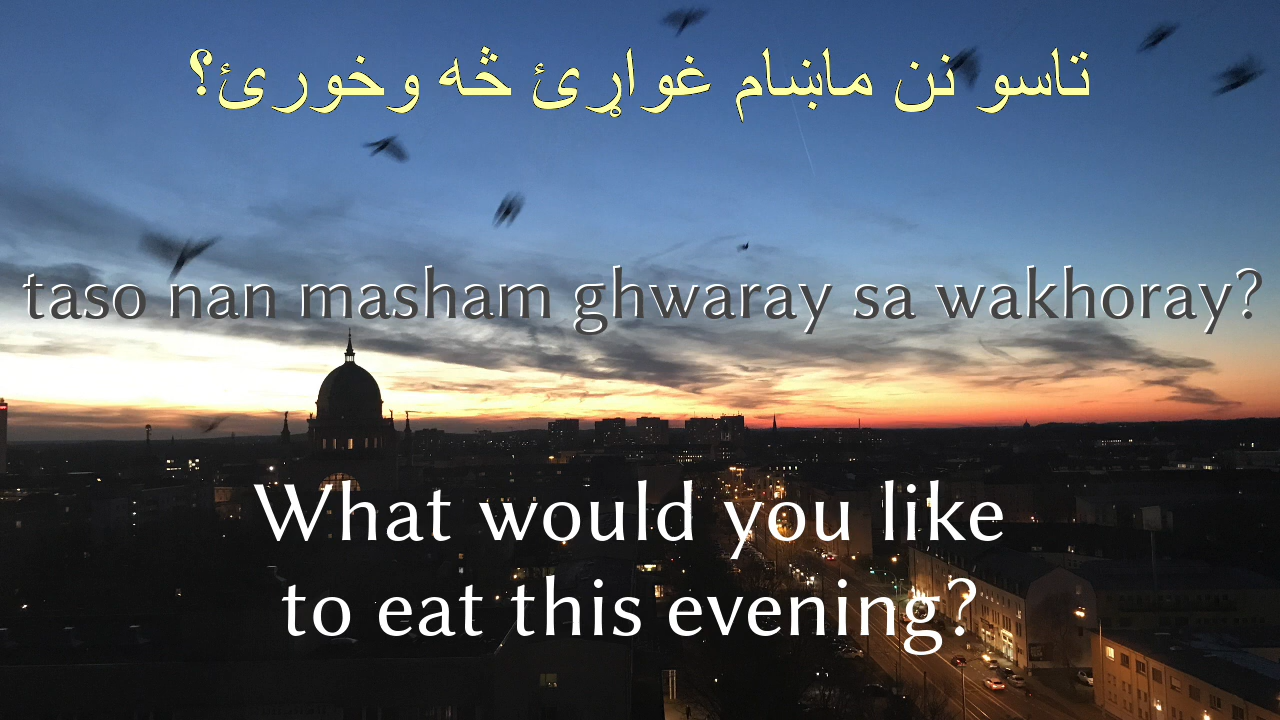 تاسو نن ماښام غواړئ څه وخورئ؟
taso nan masham ghwaray sa wakhoray?
What would you like
to eat this evening?